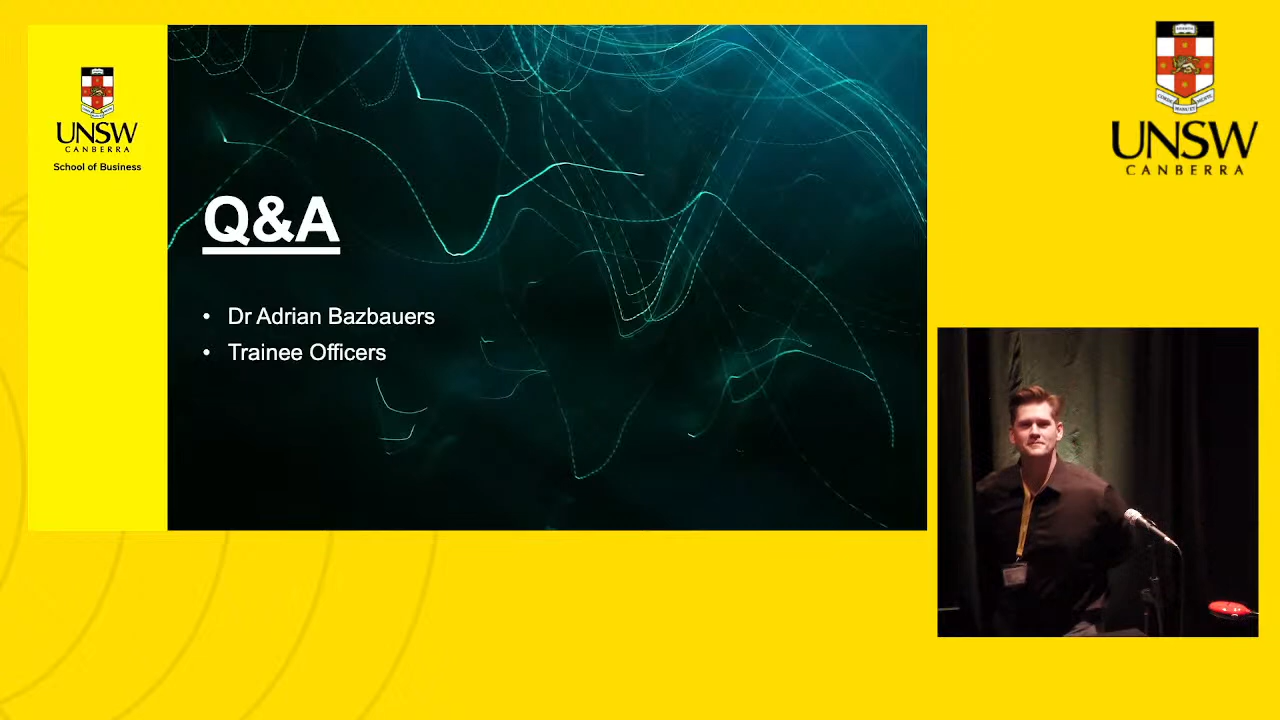 UNSW
CANBERRA
School of Business
Q&A
• Dr Adrian Bazbauers
• Trainee Officers
UNSW
CANBERRA